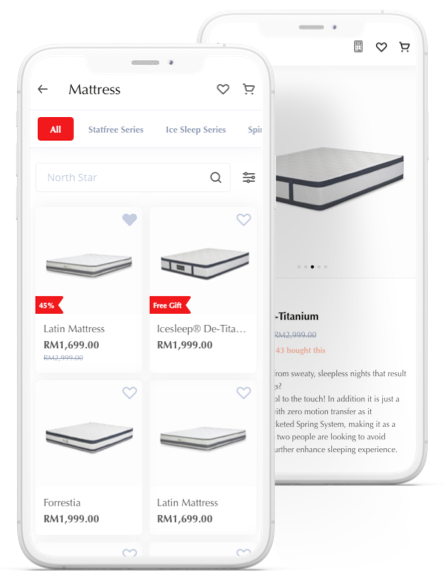 Mattress
All
Statfree Series
Ice Sleep Series
Spi
North Star
45%
Free Gift
Latin Mattress
Icesleep® De-Tita...
RM1,699.00
RM1,999.00
RM2,999.00
Forrestia
Latin Mattress
RM1,999.00
RM1,699.00
-Titanium
RM2,999.00
43 bought this
rom sweaty, sleepless nights that result
s?
ol to the touch! In addition it is just a
ith zero motion transfer as it
keted Spring System, making it as a
two people are looking to avoid
urther enhance sleeping experience.